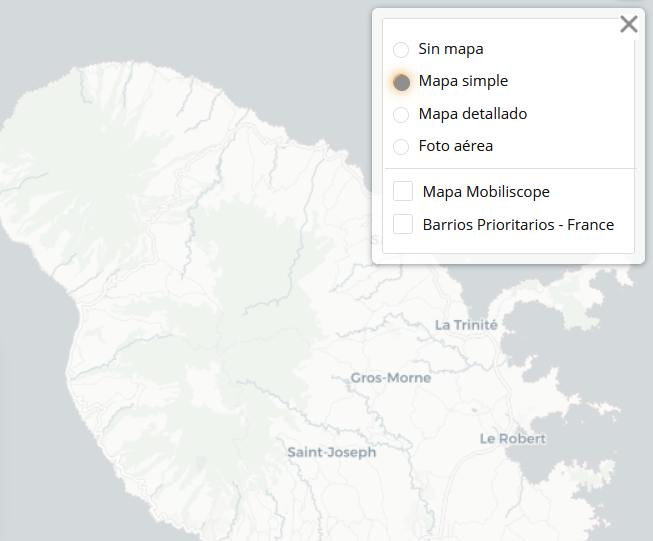 Sin mapa
Mapa simple
Mapa detallado
Foto aérea
Mapa Mobiliscope
Barrios Prioritarios - France
La Trinité
Gros-Morne
Le Robert
Saint-Joseph